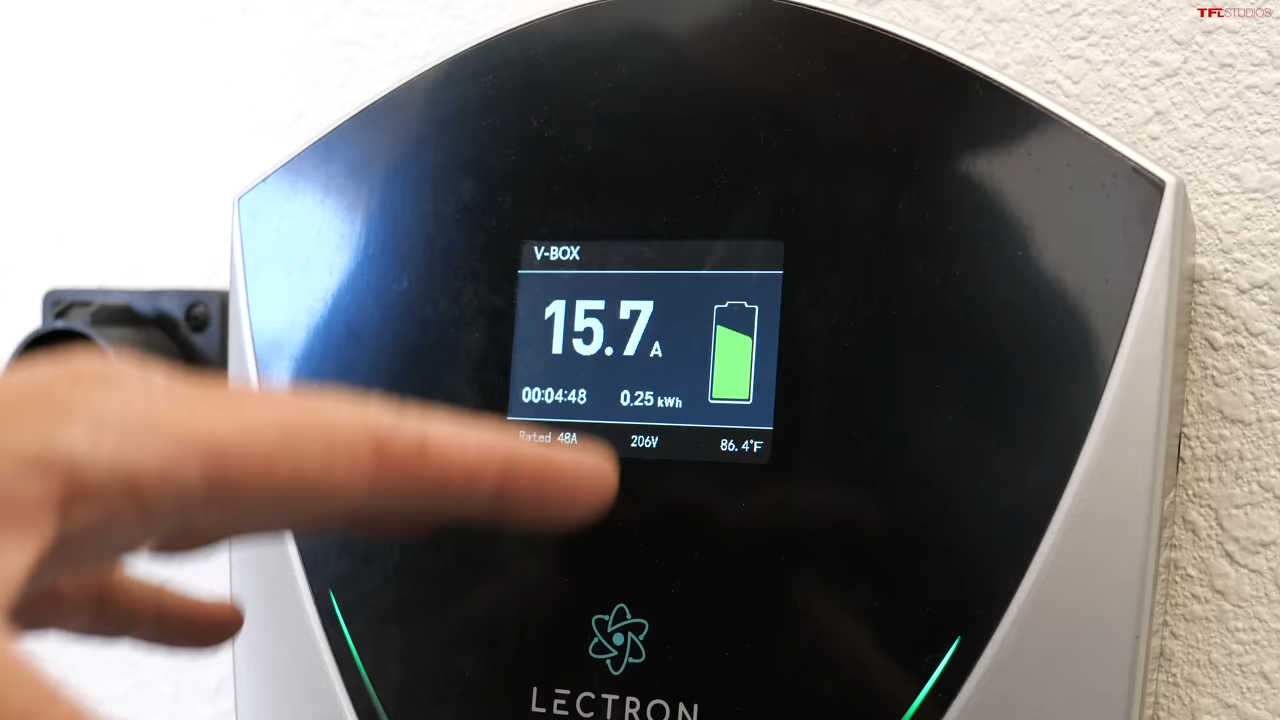 TFLSTUDIOS
V-BOX
15.7 A
00:04:48 0.25 kWh
Rated 48A 206V 86.4°F
LECTRON